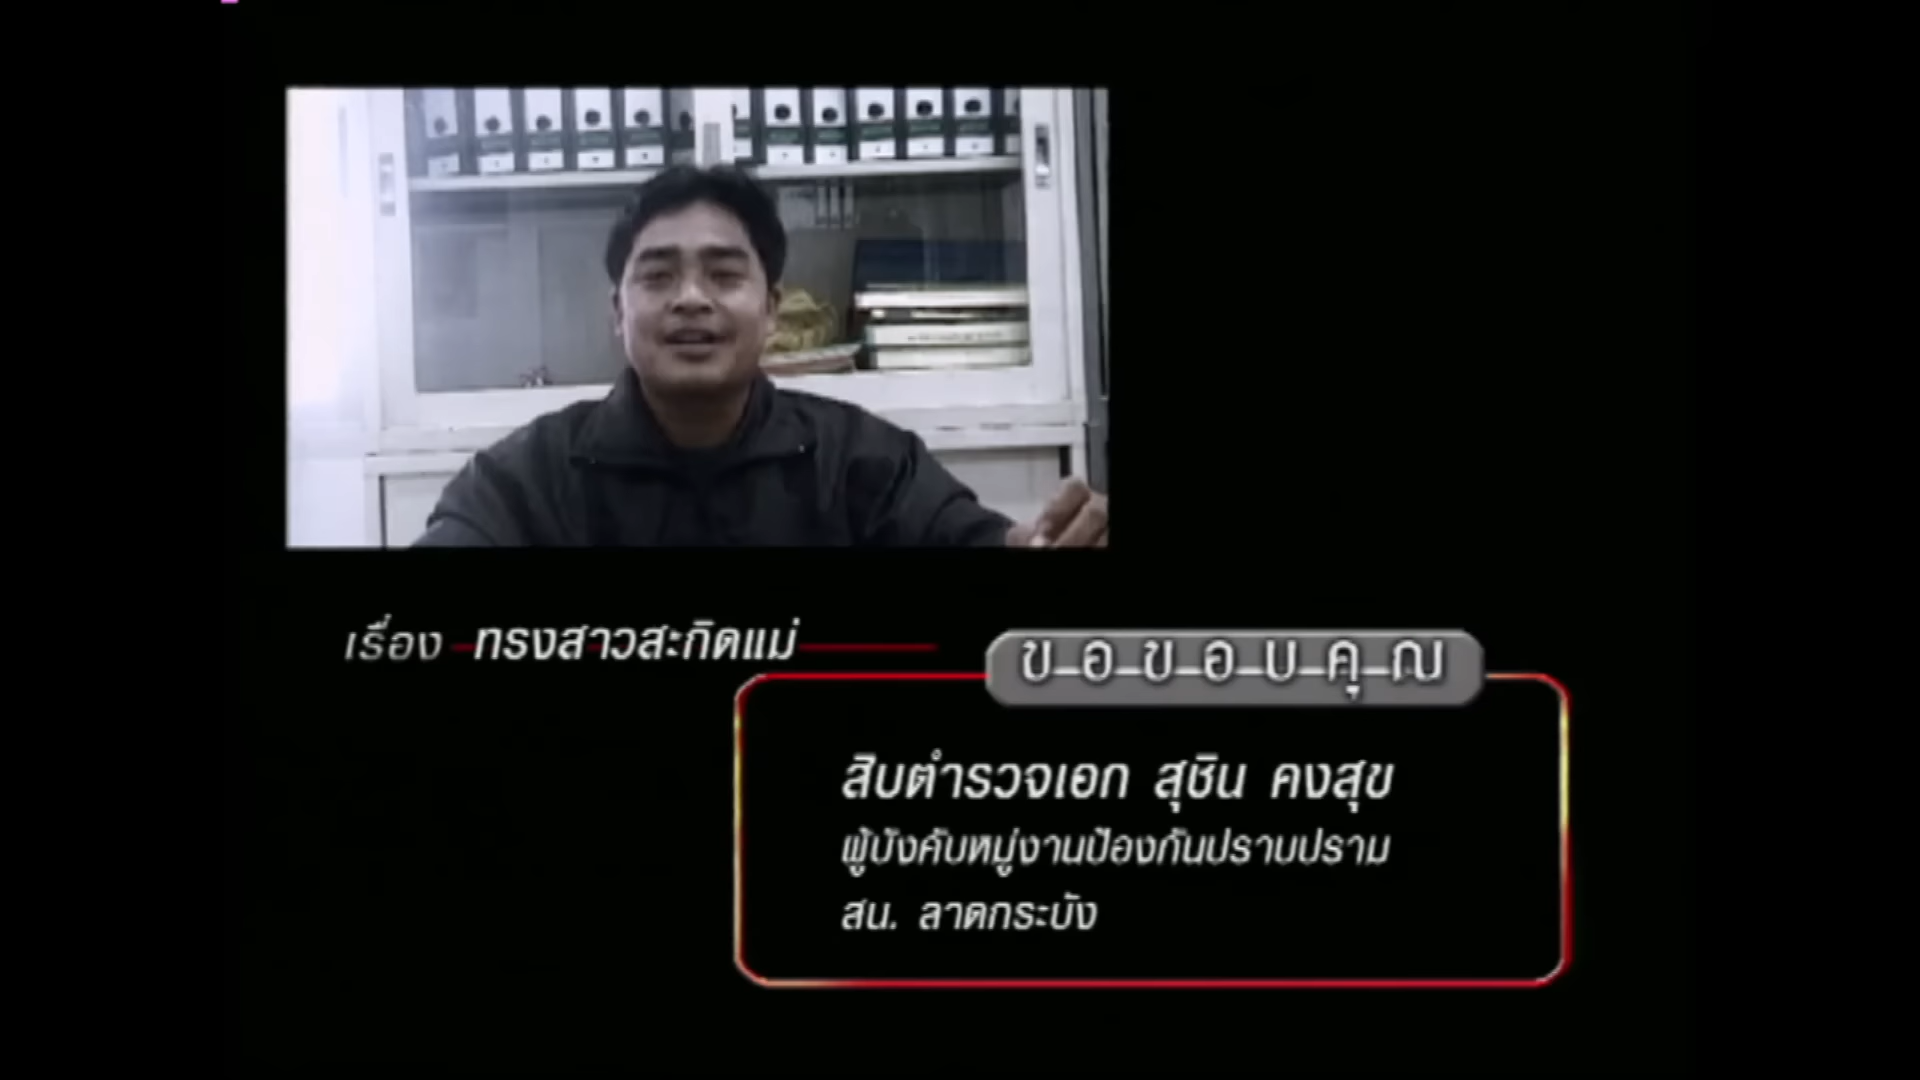 เรื่อง ทรงสาวสะกิดแม่
ขอขอบคุณ
สิบตำรวจเอก สุชิน คงสุข
ผู้บังคับหมู่งานป้องกันปราบปราม
สน. ลาดกระบัง